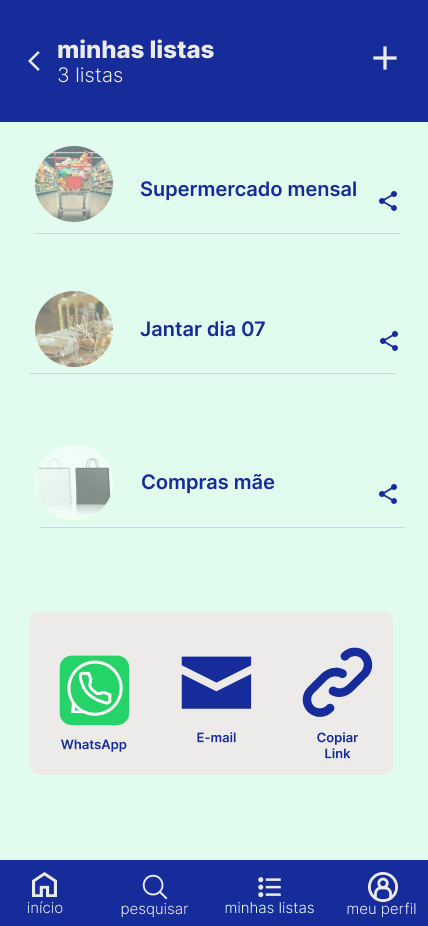 minhas listas
3 listas
Supermercado mensal
Jantar dia 07
Compras mãe
WhatsApp
E-mail
Copiar
Link
início
pesquisar
minhas listas
meu perfil